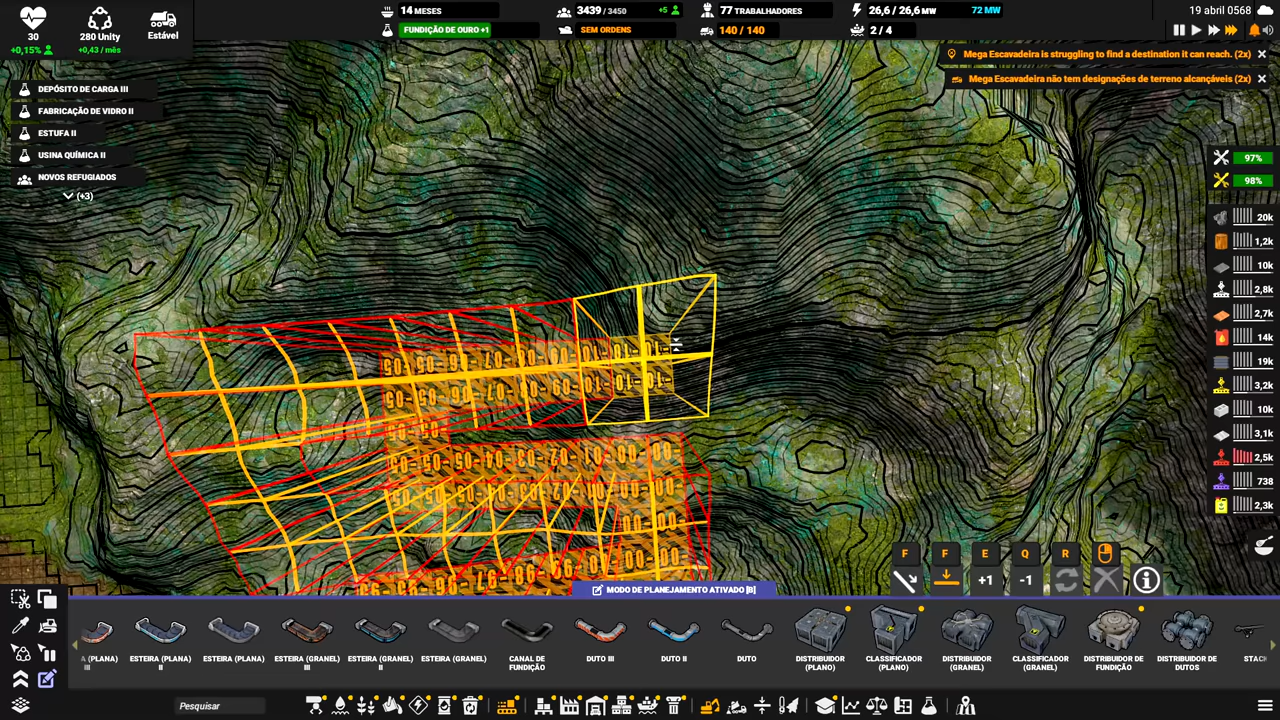 30
+0,15%
280 Unity
+0,43 / mês
Estável
14 MESES
FUNDIÇÃO DE OURO +1
3439 / 3450
+5
SEM ORDENS
77 TRABALHADORES
140 / 140
26,6 / 26,6 MW
72 MW
2 / 4
19 abril 0568
Mega Escavadeira is struggling to find a destination it can reach. (2x)
Mega Escavadeira não tem designações de terreno alcançáveis (2x)
DEPÓSITO DE CARGA III
FABRICAÇÃO DE VIDRO II
ESTUFA II
USINA QUÍMICA II
NOVOS REFUGIADOS
(+3)
97%
98%
20k
1,2k
10k
2,8k
2,7k
14k
19k
3,2k
10k
3,1k
2,5k
738
2,3k
F
F
E
Q
R
+1
-1
MODO DE PLANEJAMENTO ATIVADO [B]
A (PLANA) III
ESTEIRA (PLANA) II
ESTEIRA (PLANA)
ESTEIRA (GRANEL) III
ESTEIRA (GRANEL) II
ESTEIRA (GRANEL)
CANAL DE FUNDIÇÃO
DUTO III
DUTO II
DUTO
DISTRIBUIDOR (PLANO)
CLASSIFICADOR (PLANO)
DISTRIBUIDOR (GRANEL)
CLASSIFICADOR (GRANEL)
DISTRIBUIDOR DE FUNDIÇÃO
DISTRIBUIDOR DE DUTOS
STAC
Pesquisar